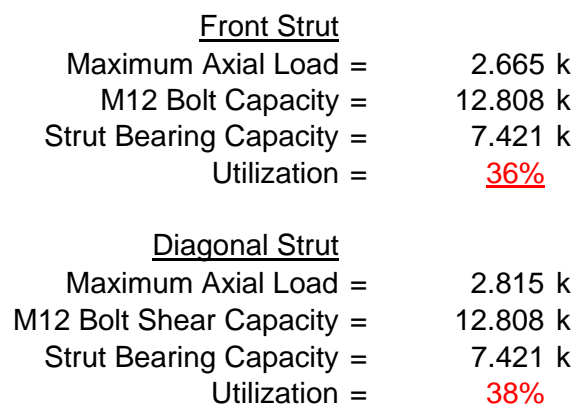 Front Strut
Maximum Axial Load = 2.665 k
M12 Bolt Capacity = 12.808 k
Strut Bearing Capacity = 7.421 k
Utilization = 36%
Diagonal Strut
Maximum Axial Load = 2.815 k
M12 Bolt Shear Capacity = 12.808 k
Strut Bearing Capacity = 7.421 k
Utilization = 38%